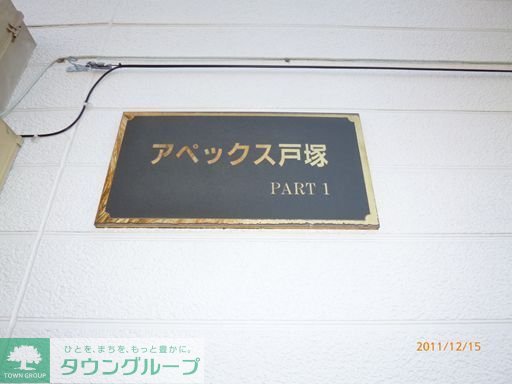 アペックス戸塚
PART 1
2011/12/15
ひとを、まちを、もっと豊かに。
タウングループ
TOWN GROUP